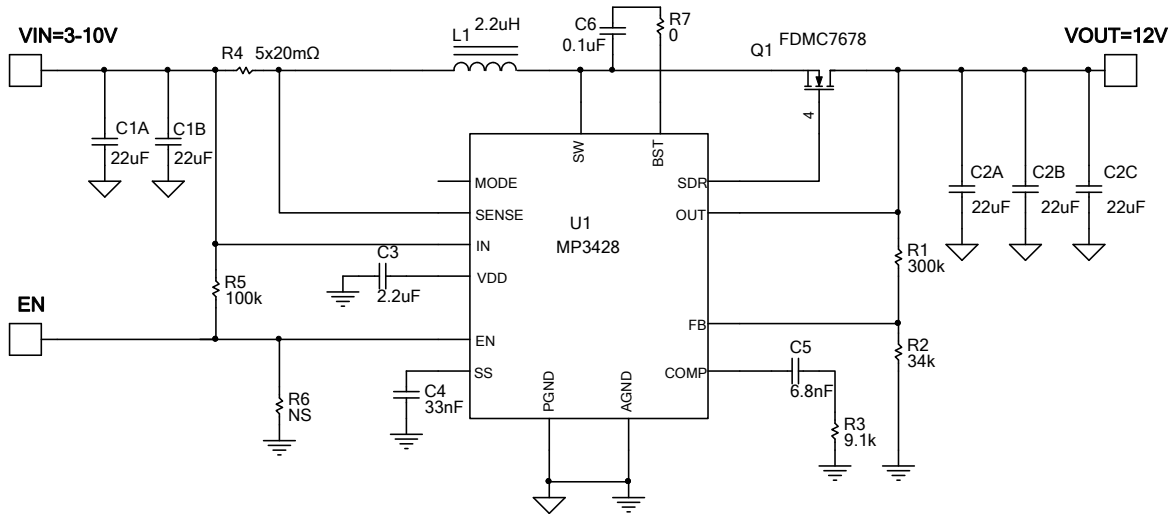 VIN=3-10V
R4 5x20mΩ
L1
2.2uH
C6
0.1uF
R7
0
Q1
FDMC7678
VOUT=12V
4
C1A
22uF
C1B
22uF
SW
BST
MODE
SENSE
IN
VDD
EN
SS
SDR
OUT
FB
COMP
PGND
AGND
U1
MP3428
C2A
22uF
C2B
22uF
C2C
22uF
C3
2.2uF
R5
100k
R1
300k
EN
R2
34k
R6
NS
C4
33nF
C5
6.8nF
R3
9.1k